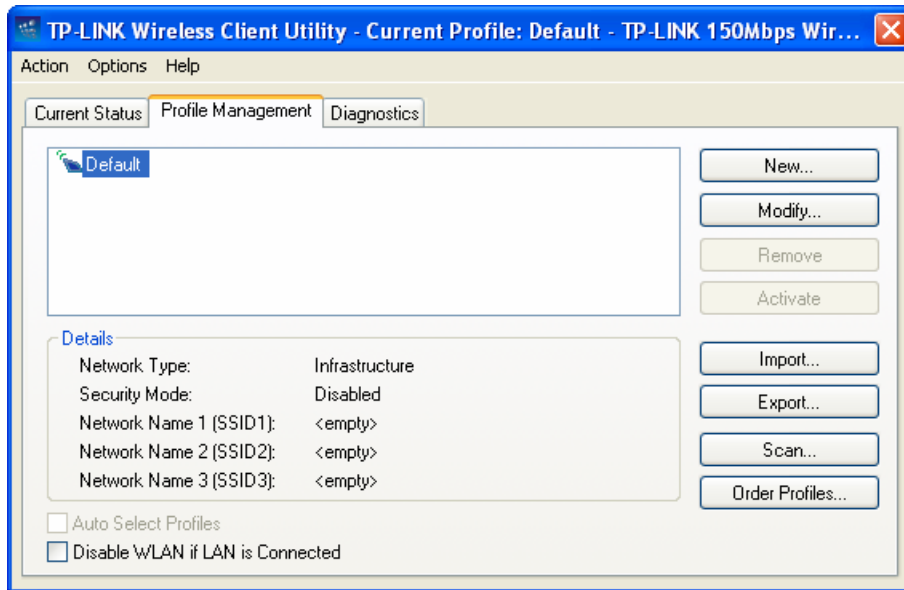 TP-LINK Wireless Client Utility - Current Profile: Default - TP-LINK 150Mbps Wir...
Action Options Help
Current Status Profile Management Diagnostics
Default
New...
Modify...
Remove
Activate
Details
Network Type: Infrastructure
Security Mode: Disabled
Network Name 1 (SSID1): <empty>
Network Name 2 (SSID2): <empty>
Network Name 3 (SSID3): <empty>
Import...
Export...
Scan...
Order Profiles...
Auto Select Profiles
Disable WLAN if LAN is Connected